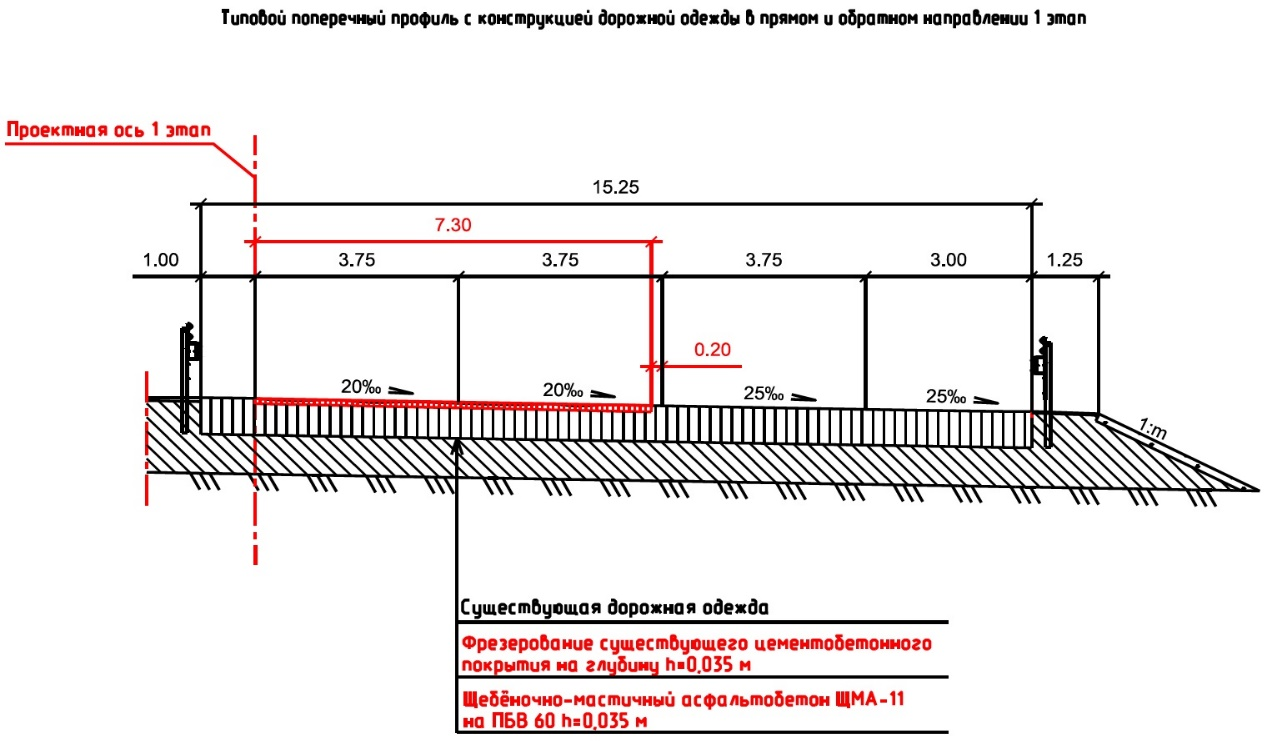 Типовой поперечный профиль с конструкцией дорожной одежды в прямом и обратном направлении 1 этап
Проектная ось 1 этап
15.25
7.30
1.00
3.75
3.75
3.75
3.00
1.25
0.20
20‰
20‰
25‰
25‰
1:m
Существующая дорожная одежда
Фрезерование существующего цементобетонного
покрытия на глубину h=0,035 м
Щебёночно-мастичный асфальтобетон ЩМА-11
на ПБВ 60 h=0,035 м